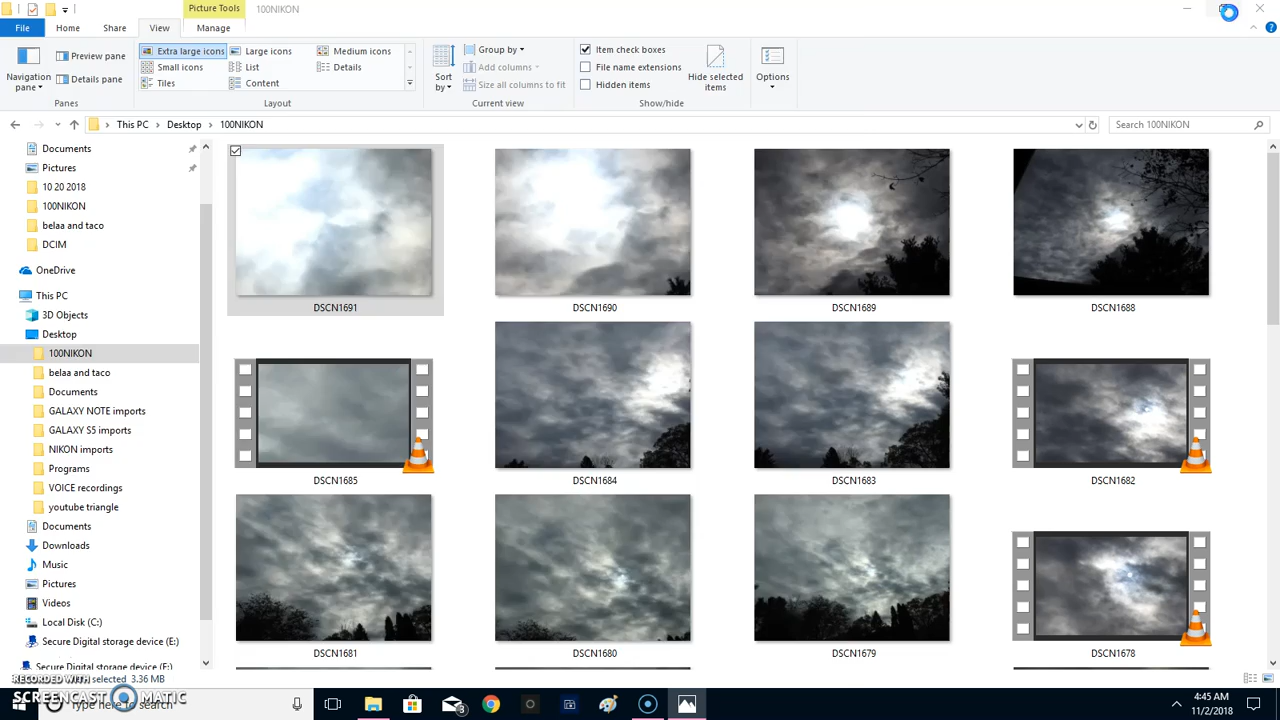 Picture Tools
100NIKON
File
Home
Share
View
Manage
Navigation pane
Preview pane
Details pane
Panes
Extra large icons
Large icons
Medium icons
Small icons
List
Details
Tiles
Content
Layout
Sort by
Group by
Add columns
Size all columns to fit
Current view
Item check boxes
File name extensions
Hidden items
Hide selected items
Show/hide
Options
This PC > Desktop > 100NIKON
Search 100NIKON
Documents
Pictures
10 20 2018
100NIKON
belaa and taco
DCIM
OneDrive
This PC
3D Objects
Desktop
100NIKON
belaa and taco
Documents
GALAXY NOTE imports
GALAXY S5 imports
NIKON imports
Programs
VOICE recordings
youtube triangle
Documents
Downloads
Music
Pictures
Videos
Local Disk (C:)
Secure Digital storage device (E:)
Secure Digital storage device (E:)
DSCN1691
DSCN1690
DSCN1689
DSCN1688
DSCN1685
DSCN1684
DSCN1683
DSCN1682
DSCN1681
DSCN1680
DSCN1679
DSCN1678
selected 3.36 MB
RECORDED WITH
SCREENCAST MATIC
Type here to search
3
4:45 AM
11/2/2018